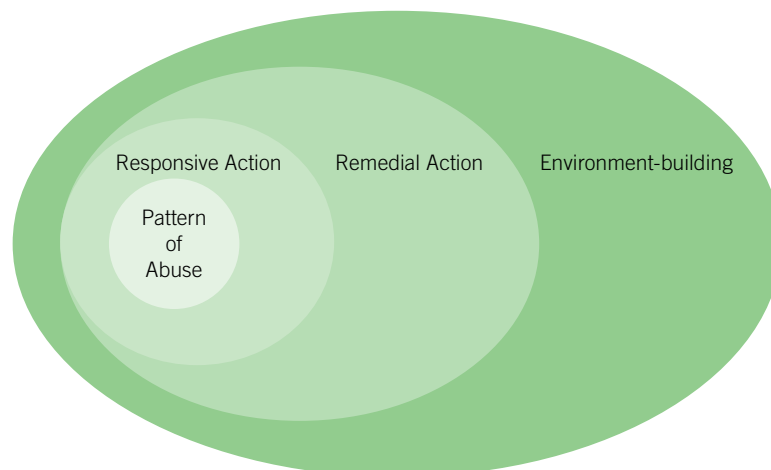 Responsive Action
Remedial Action
Environment-building
Pattern
of
Abuse